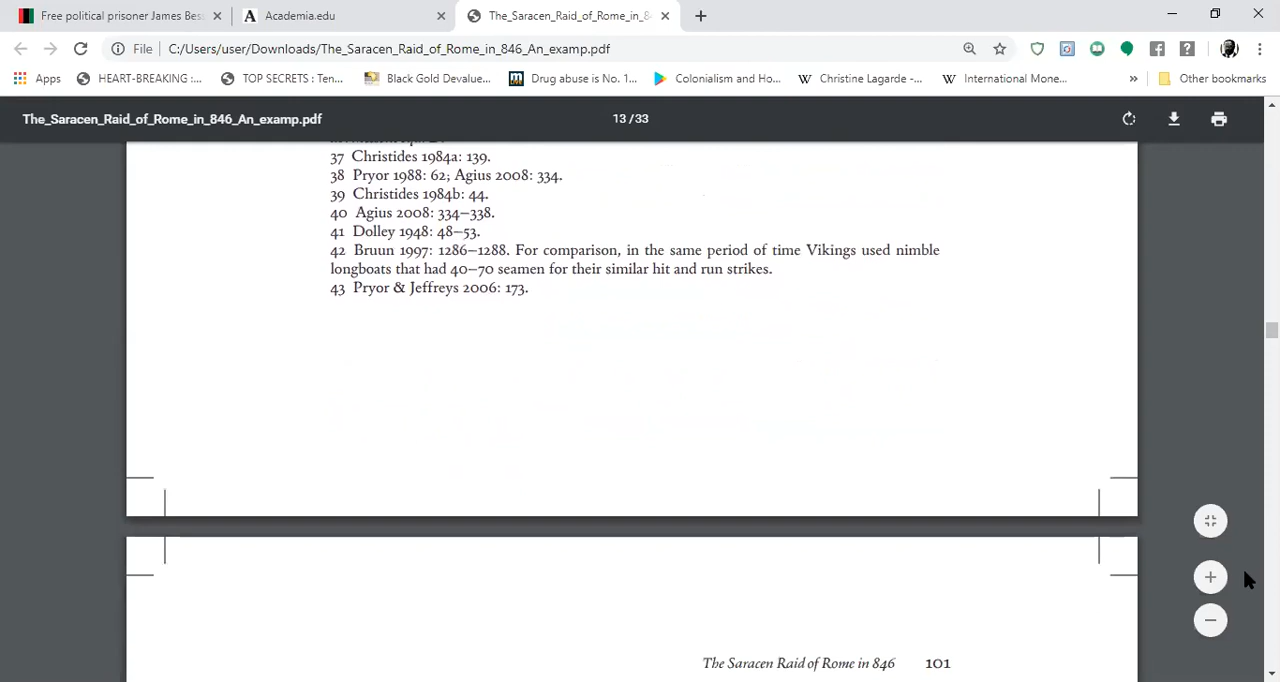 Free political prisoner James Bes
Academia.edu
The_Saracen_Raid_of_Rome_in_8
File
C:/Users/user/Downloads/The_Saracen_Raid_of_Rome_in_846_An_examp.pdf
Apps
HEART-BREAKING :...
TOP SECRETS : Ten...
Black Gold Devalue...
Drug abuse is No. 1...
Colonialism and Ho...
Christine Lagarde -...
International Mone...
»
Other bookmarks
The_Saracen_Raid_of_Rome_in_846_An_examp.pdf
13 / 33
37 Christides 1984a: 139.
38 Pryor 1988: 62; Agius 2008: 334.
39 Christides 1984b: 44.
40 Agius 2008: 334–338.
41 Dolley 1948: 48–53.
42 Bruun 1997: 1286–1288. For comparison, in the same period of time Vikings used nimble
longboats that had 40–70 seamen for their similar hit and run strikes.
43 Pryor & Jeffreys 2006: 173.
The Saracen Raid of Rome in 846 101